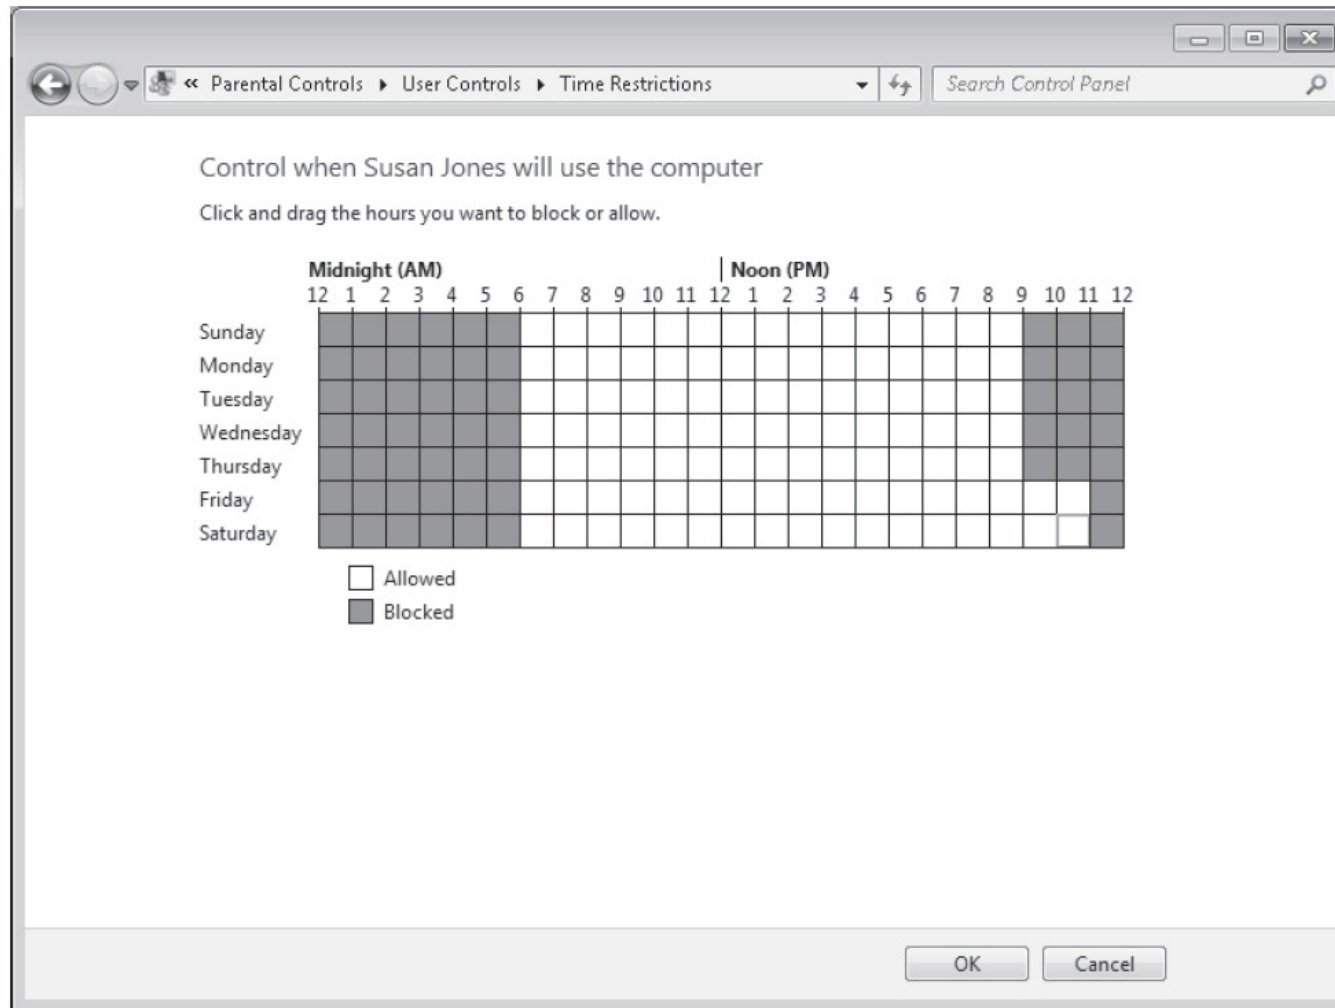 « Parental Controls ▸ User Controls ▸ Time Restrictions
Search Control Panel
Control when Susan Jones will use the computer
Click and drag the hours you want to block or allow.
Midnight (AM) Noon (PM)
12 1 2 3 4 5 6 7 8 9 10 11 12 1 2 3 4 5 6 7 8 9 10 11 12
Sunday
Monday
Tuesday
Wednesday
Thursday
Friday
Saturday
Allowed
Blocked
OK Cancel